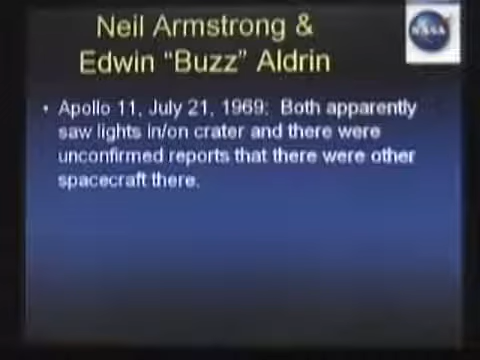 Neil Armstrong &
Edwin "Buzz" Aldrin
NASA
• Apollo 11, July 21, 1969; Both apparently
saw lights in/on crater and there were
unconfirmed reports that there were other
spacecraft there.